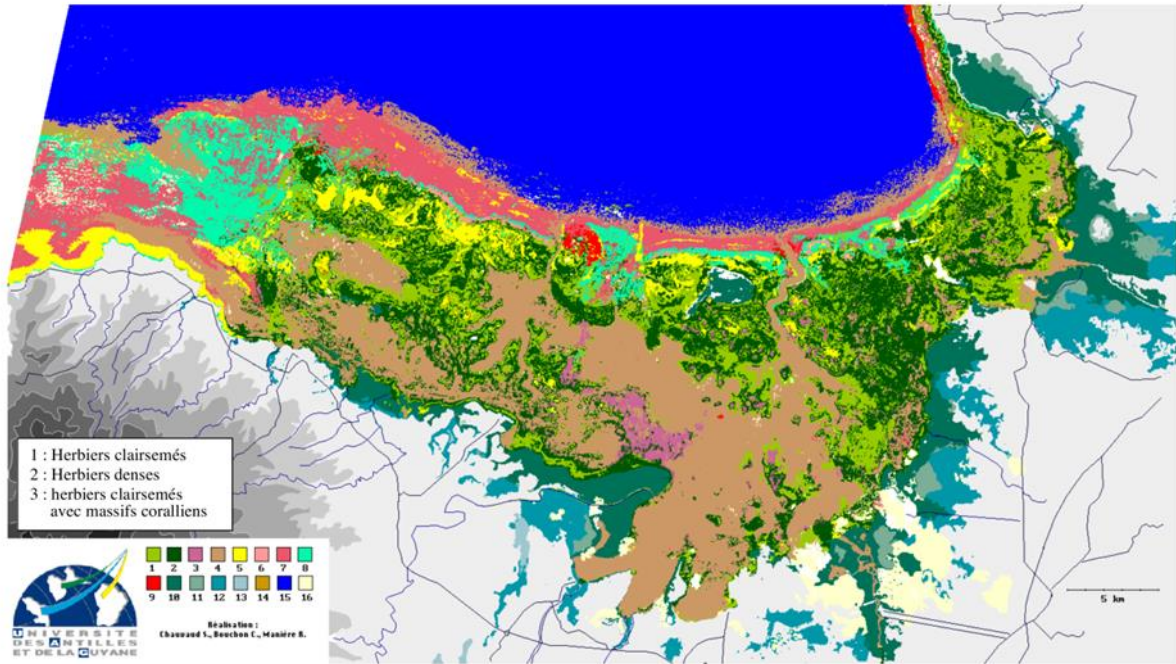 1 : Herbiers clairsemés
2 : Herbiers denses
3 : herbiers clairsemés
avec massifs coralliens
1 2 3 4 5 6 7 8
9 10 11 12 13 14 15 16
Réalisation :
Chauvaud S., Bouchon C., Manière R.
UNIVERSITÉ
DES ANTILLES
ET DE LA GUYANE
5 km